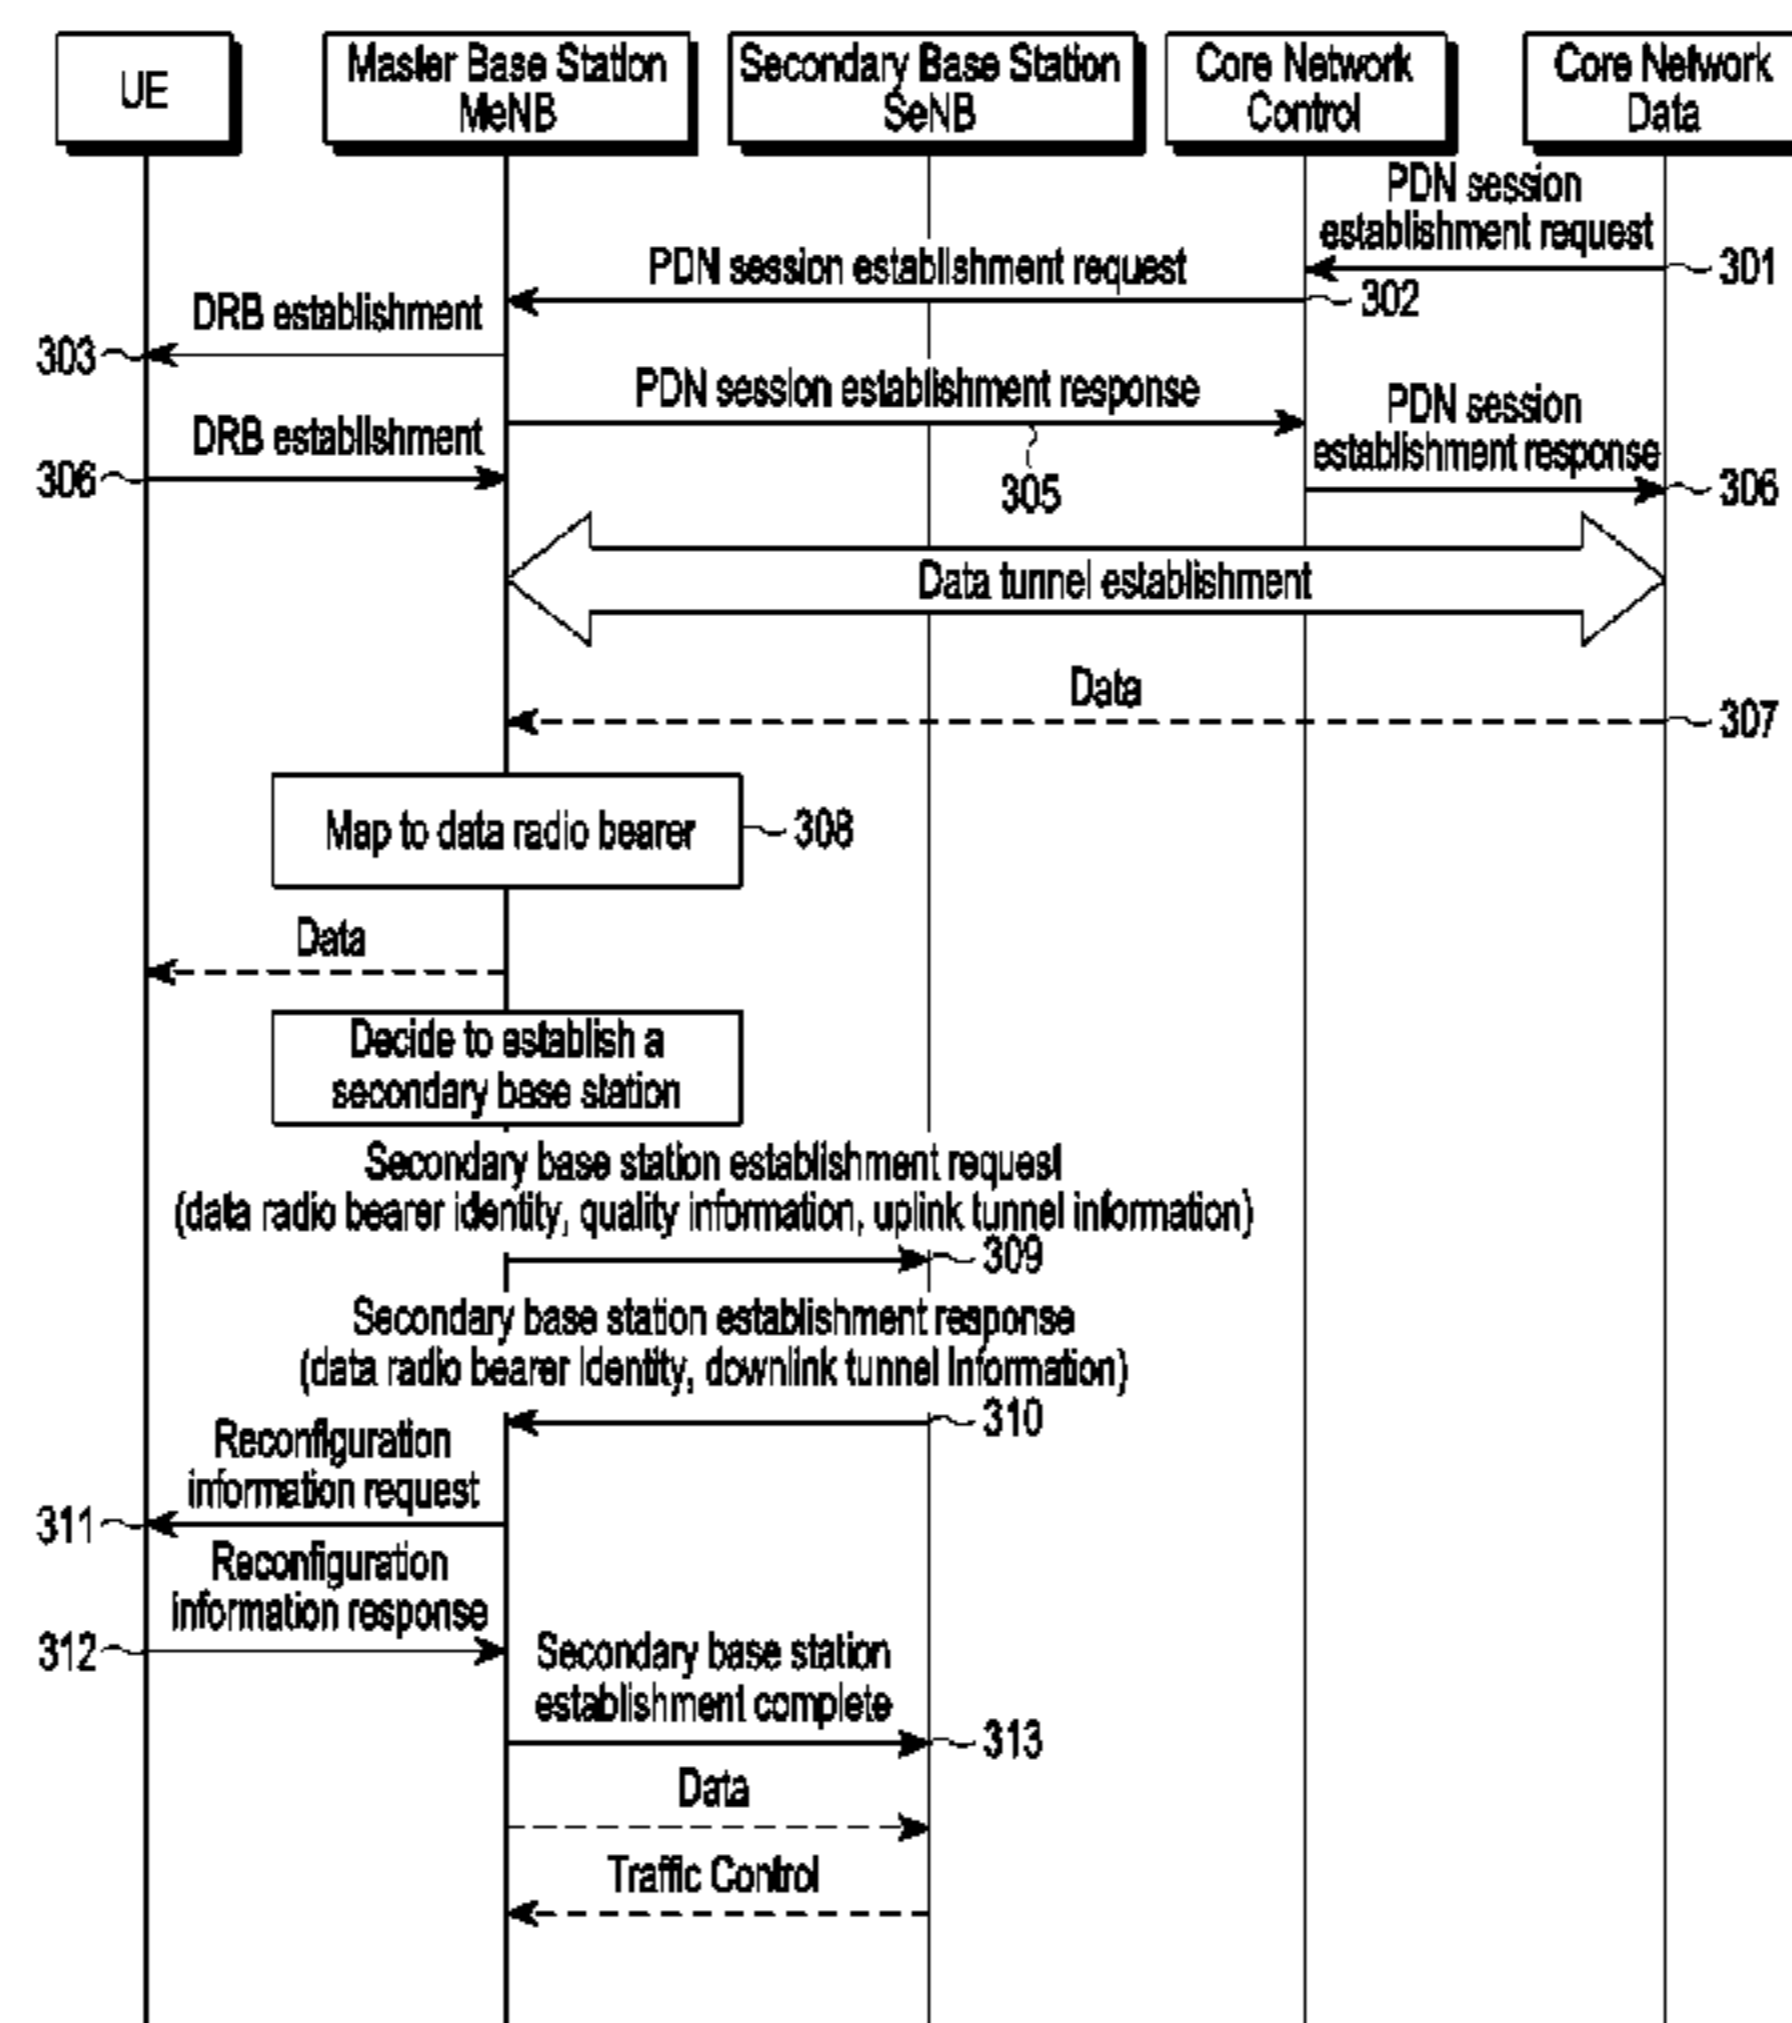 UE
Master Base Station
MeNB
Secondary Base Station
SeNB
Core Network
Control
Core Network
Data
PDN session
establishment request
301
PDN session establishment request
302
DRB establishment
303
PDN session establishment response
305
PDN session
establishment response
306
DRB establishment
306
Data tunnel establishment
Data
307
Map to data radio bearer
308
Data
Decide to establish a
secondary base station
Secondary base station establishment request
(data radio bearer identity, quality information, uplink tunnel information)
309
Secondary base station establishment response
(data radio bearer identity, downlink tunnel information)
310
Reconfiguration
information request
311
Reconfiguration
information response
312
Secondary base station
establishment complete
313
Data
Traffic Control